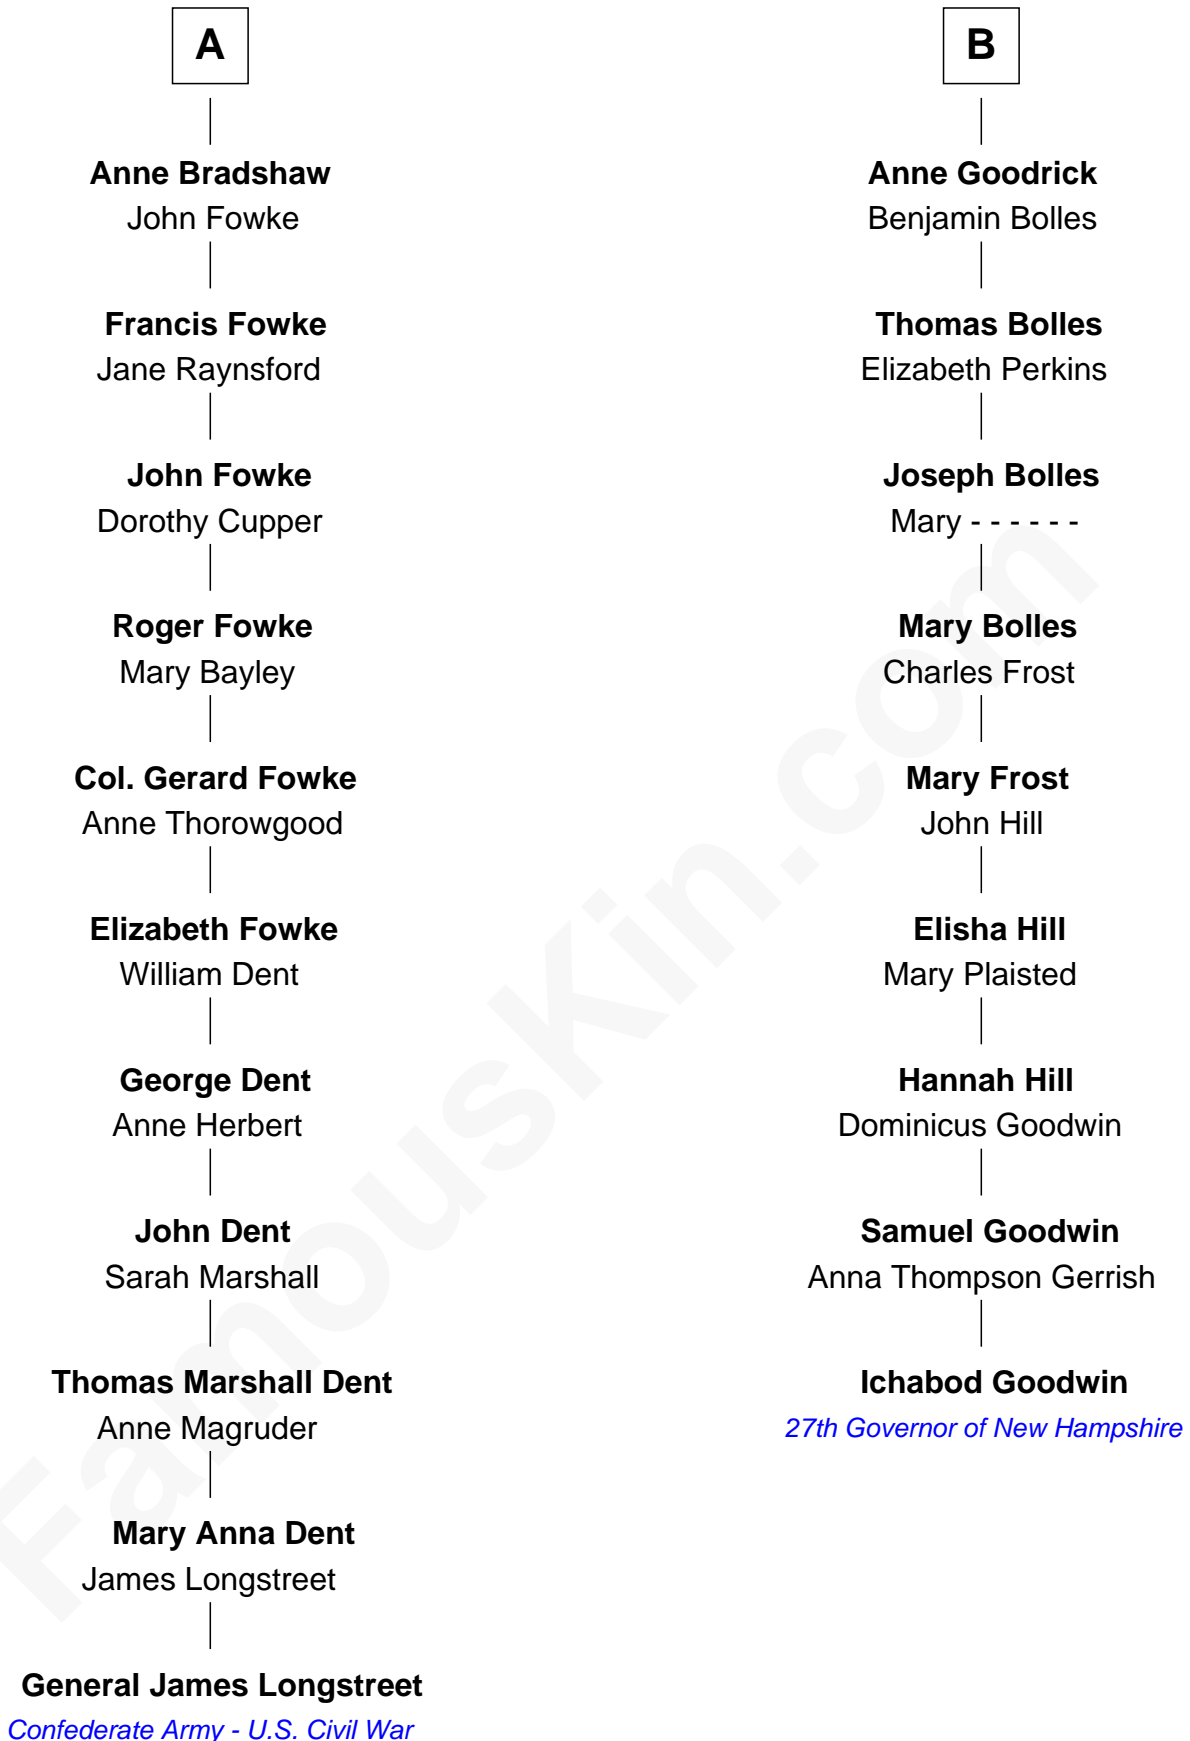 A
Anne Bradshaw
John Fowke
Francis Fowke
Jane Raynsford
John Fowke
Dorothy Cupper
Roger Fowke
Mary Bayley
Col. Gerard Fowke
Anne Thorowgood
Elizabeth Fowke
William Dent
George Dent
Anne Herbert
John Dent
Sarah Marshall
Thomas Marshall Dent
Anne Magruder
Mary Anna Dent
James Longstreet
General James Longstreet
Confederate Army - U.S. Civil War
B
Anne Goodrick
Benjamin Bolles
Thomas Bolles
Elizabeth Perkins
Joseph Bolles
Mary - - - - - -
Mary Bolles
Charles Frost
Mary Frost
John Hill
Elisha Hill
Mary Plaisted
Hannah Hill
Dominicus Goodwin
Samuel Goodwin
Anna Thompson Gerrish
Ichabod Goodwin
27th Governor of New Hampshire
FamousKin.com